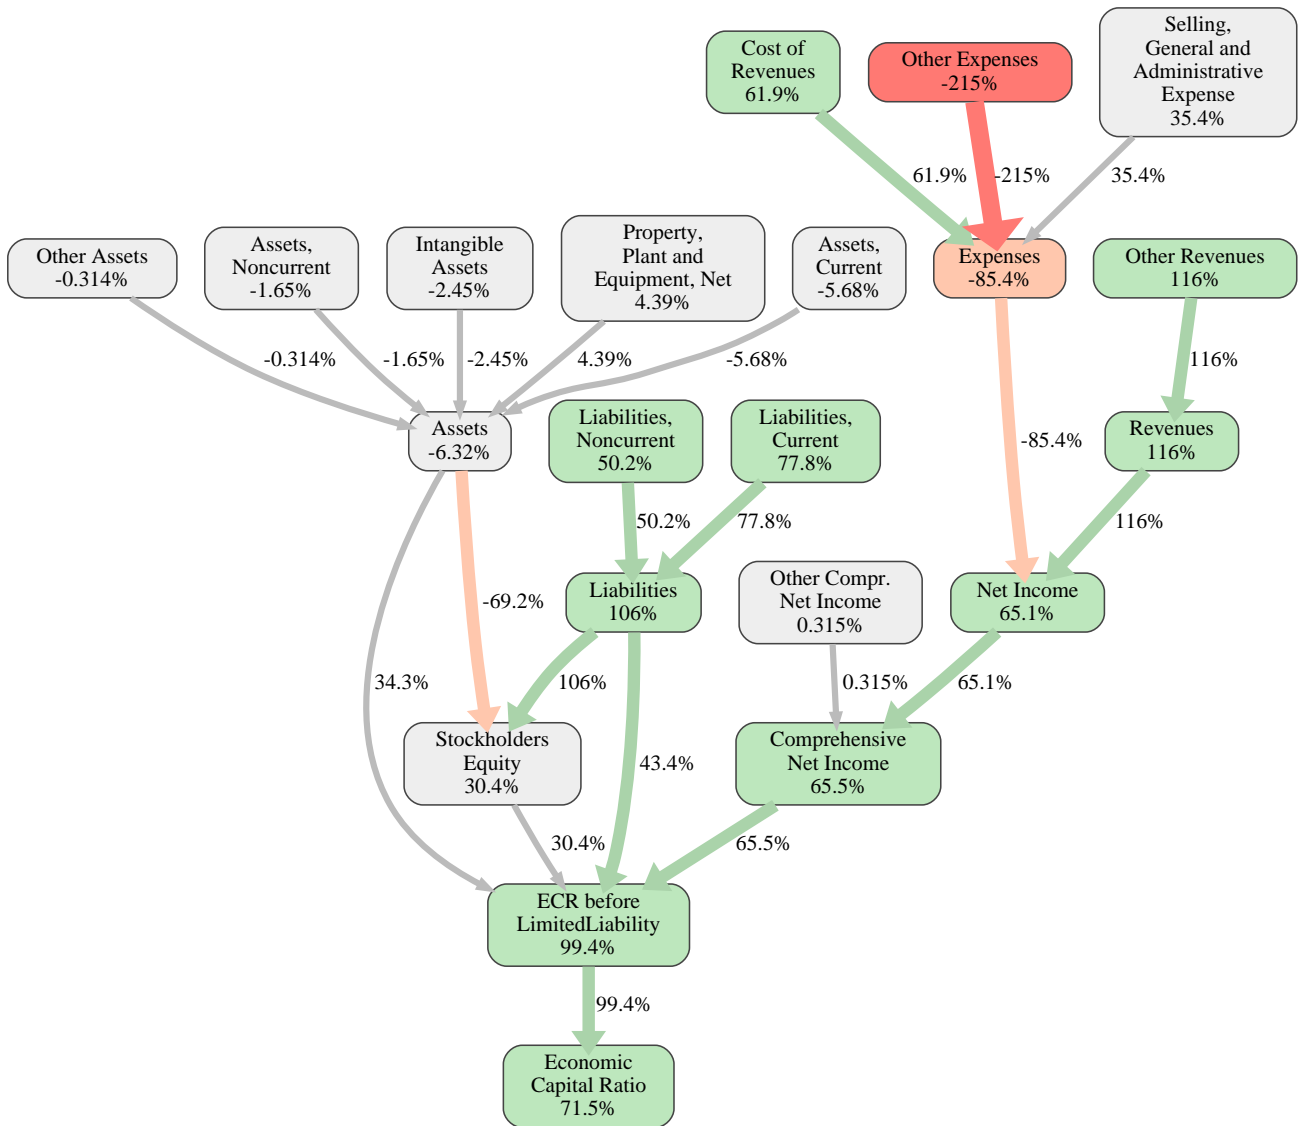 Cost of
Revenues
61.9%
Other Expenses
-215%
Selling,
General and
Administrative
Expense
35.4%
61.9%
-215%
35.4%
Other Assets
-0.314%
Assets,
Noncurrent
-1.65%
Intangible
Assets
-2.45%
Property,
Plant and
Equipment, Net
4.39%
Assets,
Current
-5.68%
Expenses
-85.4%
Other Revenues
116%
-0.314%
-1.65%
-2.45%
4.39%
-5.68%
-85.4%
116%
Assets
-6.32%
Liabilities,
Noncurrent
50.2%
Liabilities,
Current
77.8%
Revenues
116%
50.2%
77.8%
116%
-69.2%
Liabilities
106%
Other Compr.
Net Income
0.315%
Net Income
65.1%
34.3%
106%
0.315%
65.1%
Stockholders
Equity
30.4%
43.4%
Comprehensive
Net Income
65.5%
30.4%
65.5%
ECR before
LimitedLiability
99.4%
99.4%
Economic
Capital Ratio
71.5%